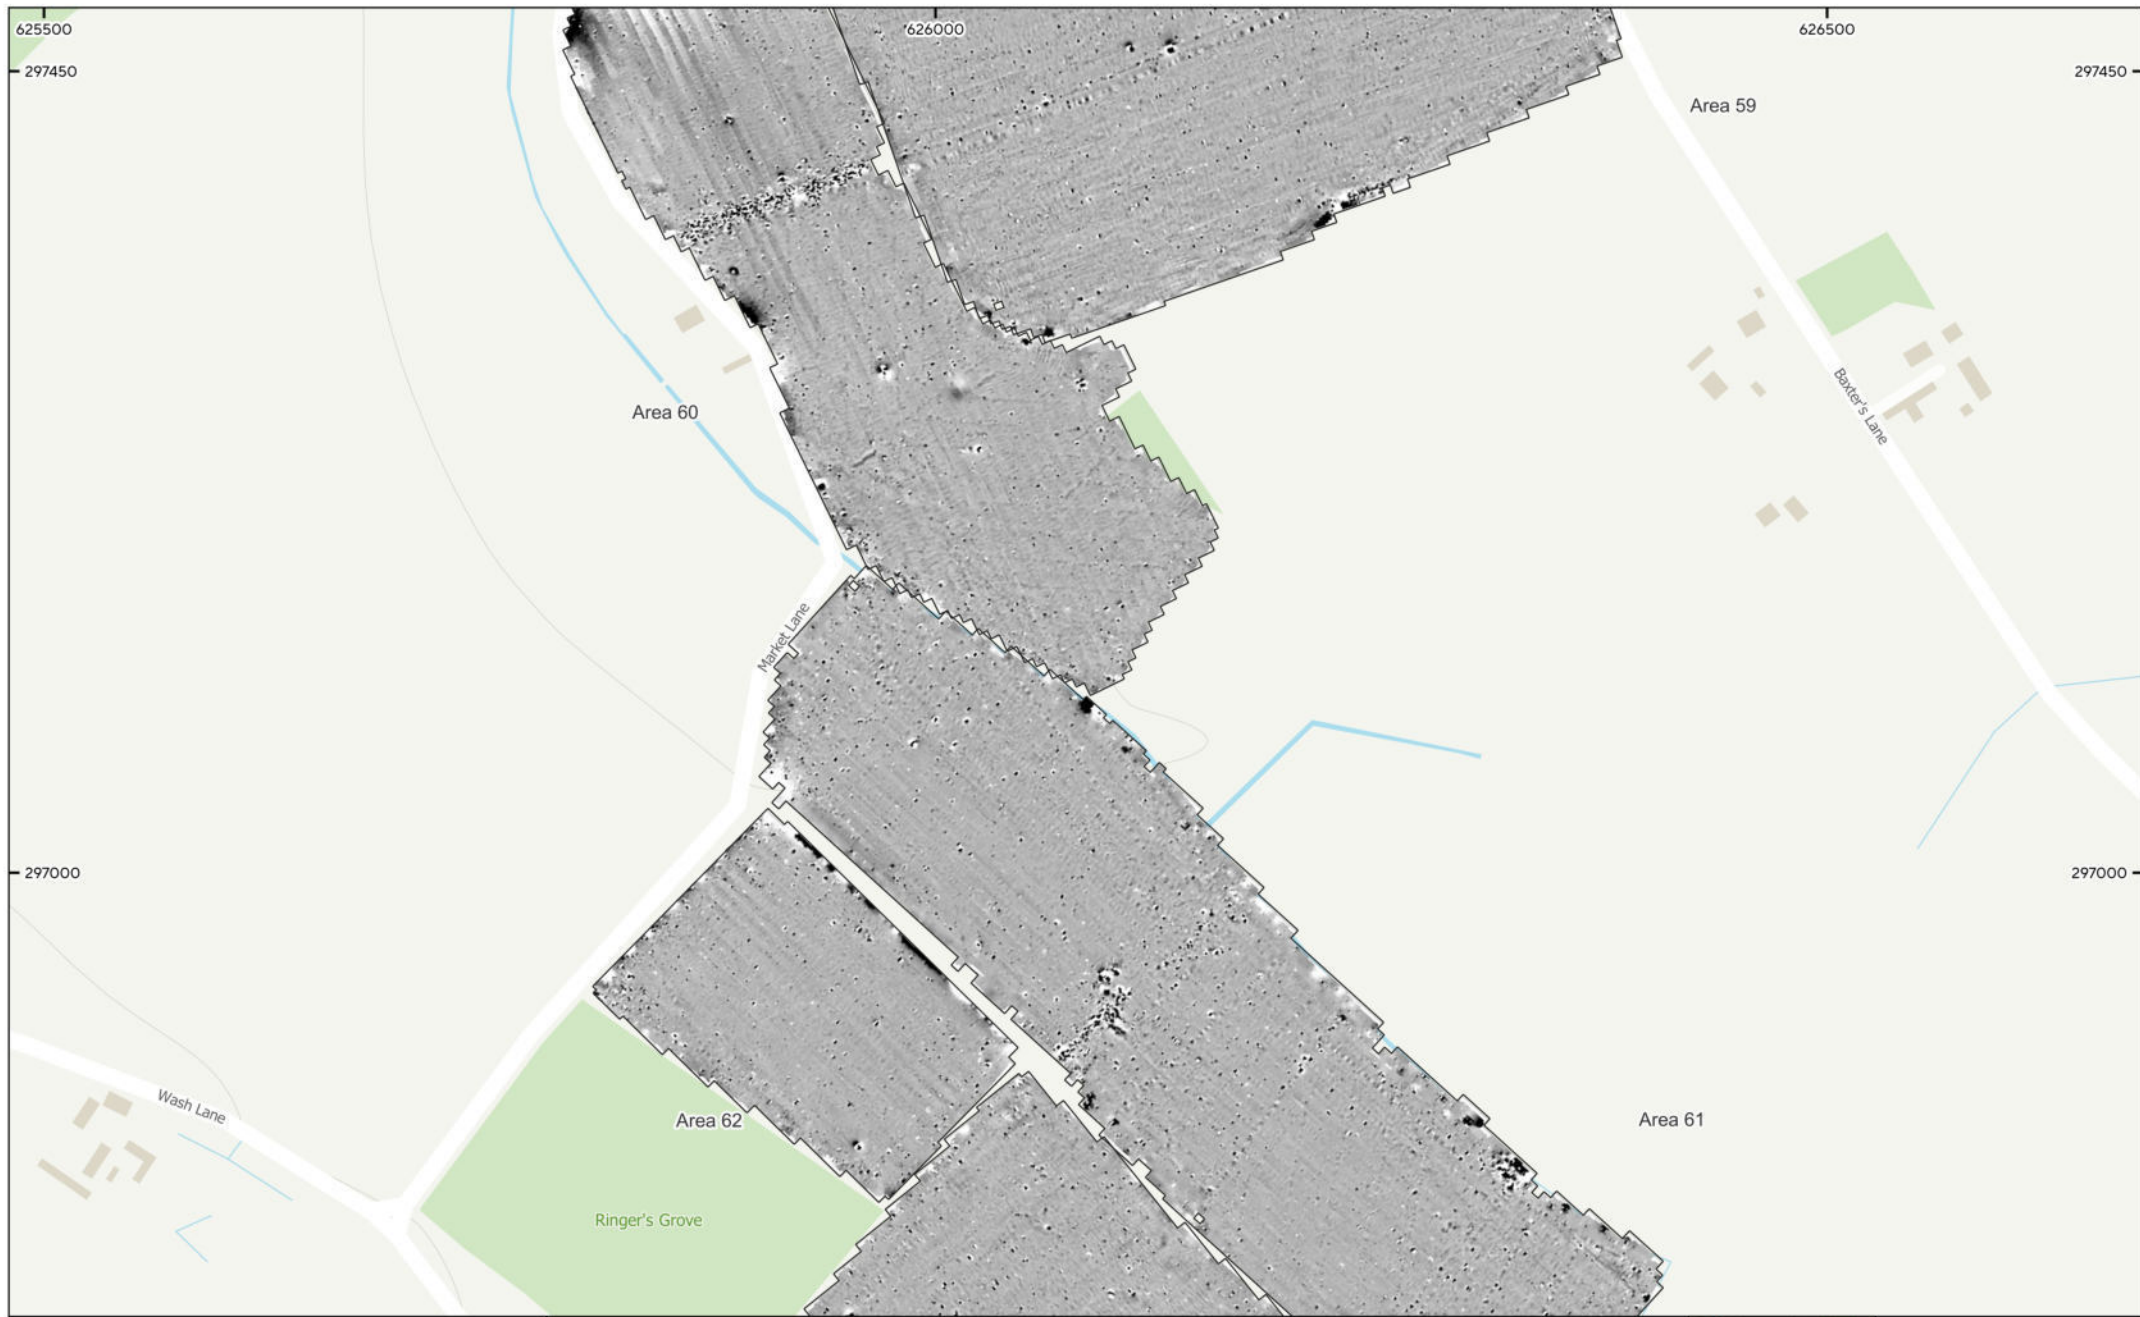 625500
626000
626500
297450
297450
Area 59
Area 60
Baxter's Lane
Market Lane
297000
297000
Wash Lane
Area 62
Area 61
Ringer's Grove